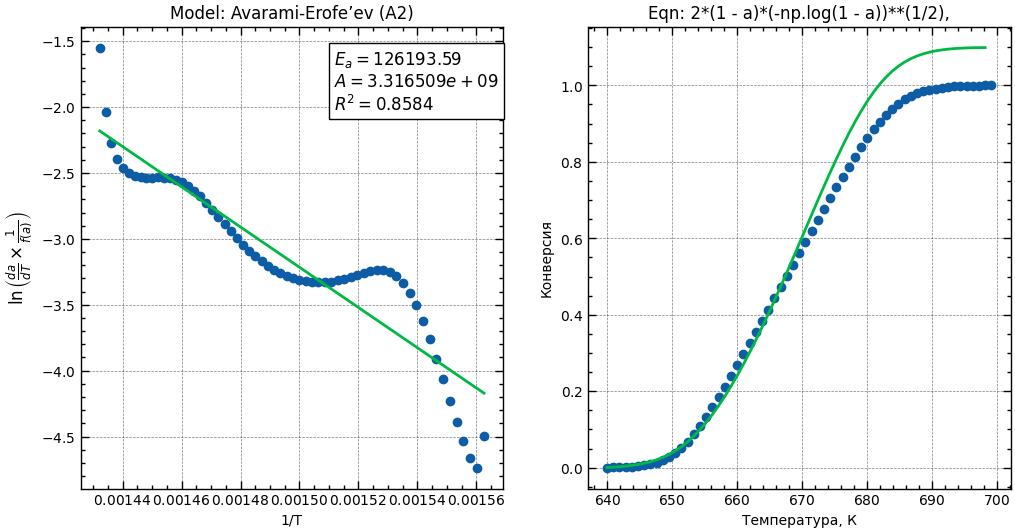 Model: Avarami-Erofe’ev (A2)
Eqn: 2*(1 - a)*(-np.log(1 - a))**(1/2),
E_a = 126193.59
A = 3.316509e + 09
R² = 0.8584
−1.5
−2.0
−2.5
−3.0
−3.5
−4.0
−4.5
ln(da/dT × 1/f(a))
0.00144 0.00146 0.00148 0.00150 0.00152 0.00154 0.00156
1/T
1.0
0.8
0.6
0.4
0.2
0.0
Конверсия
640 650 660 670 680 690 700
Температура, К